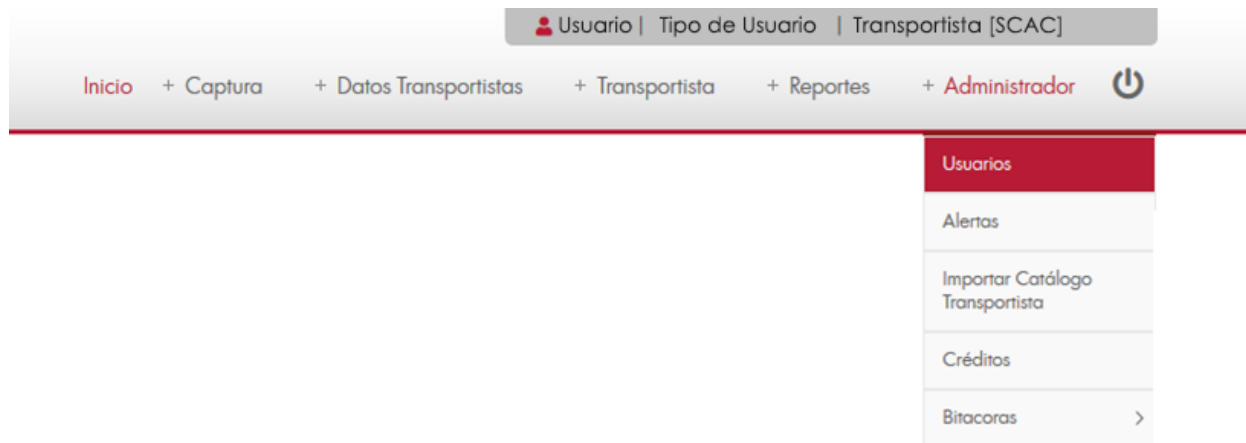 Usuario | Tipo de Usuario | Transportista [SCAC]
Inicio + Captura + Datos Transportistas + Transportista + Reportes + Administrador
Usuarios
Alertas
Importar Catálogo
Transportista
Créditos
Bitacoras >